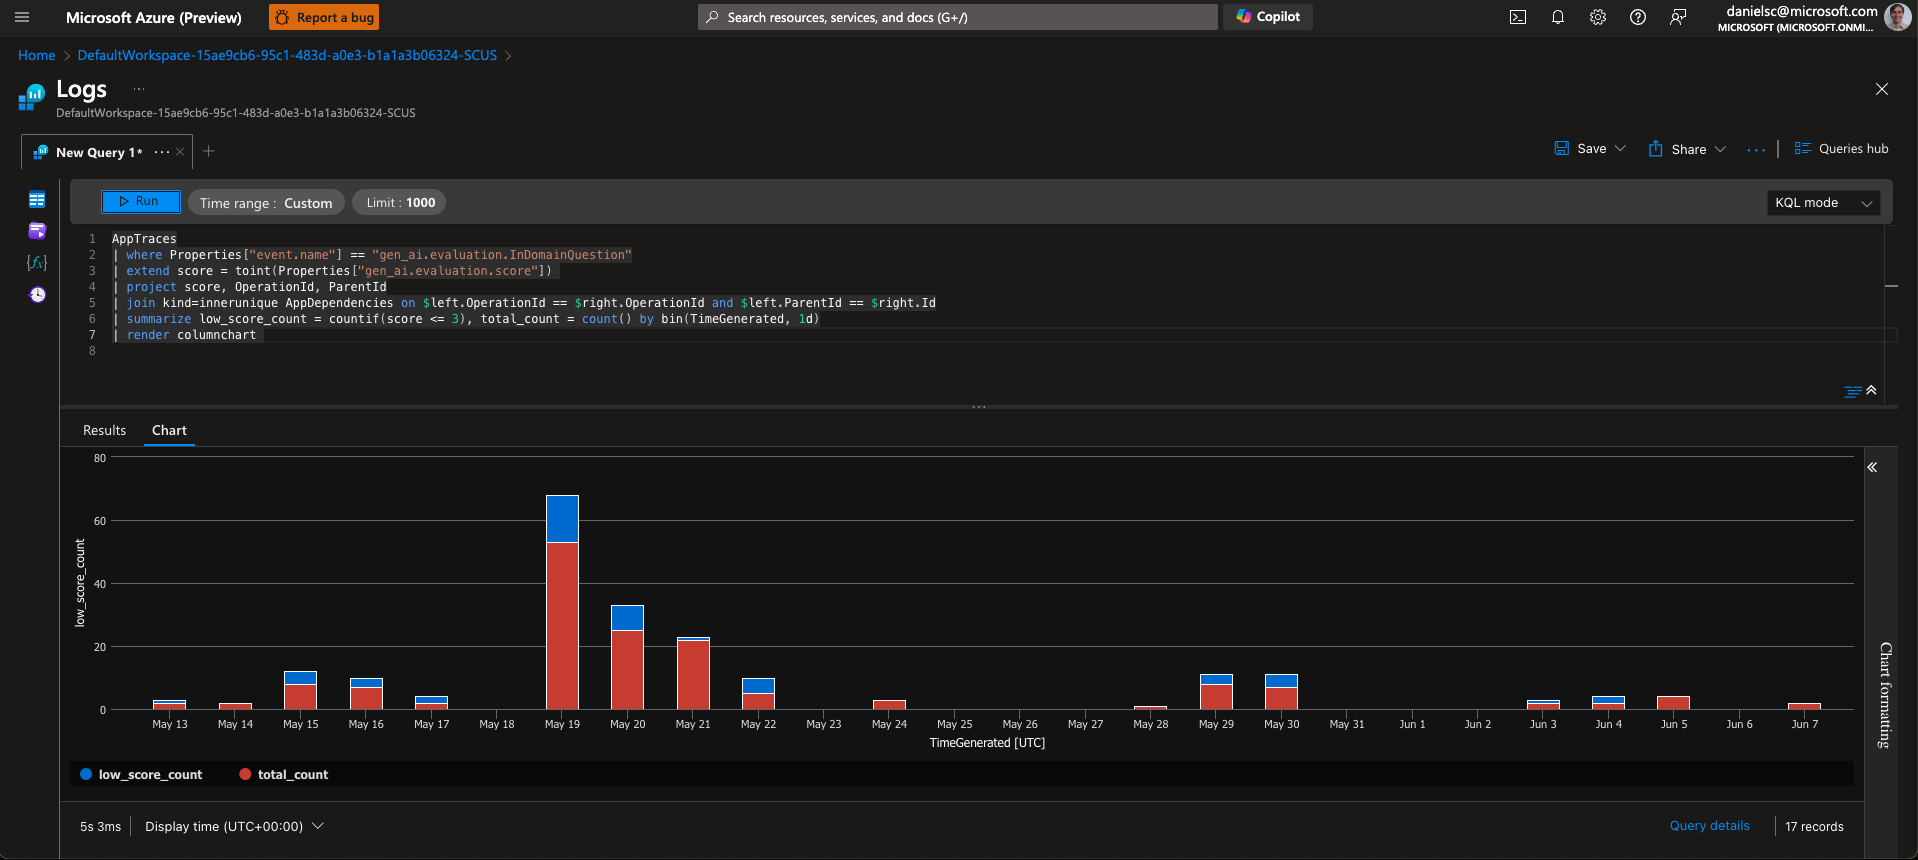 Microsoft Azure (Preview)
Report a bug
Search resources, services, and docs (G+/)
Copilot
danielsc@microsoft.com
MICROSOFT (MICROSOFT.ONMI...
Home > DefaultWorkspace-15ae9cb6-95c1-483d-a0e3-b1a1a3b06324-SCUS >
Logs ...
DefaultWorkspace-15ae9cb6-95c1-483d-a0e3-b1a1a3b06324-SCUS
New Query 1* ...
Save
Share
...
Queries hub
Run
Time range : Custom
Limit : 1000
KQL mode
{fx}
1 AppTraces
2 | where Properties["event.name"] == "gen_ai.evaluation.InDomainQuestion"
3 | extend score = toint(Properties["gen_ai.evaluation.score"])
4 | project score, OperationId, ParentId
5 | join kind=innerunique AppDependencies on $left.OperationId == $right.OperationId and $left.ParentId == $right.Id
6 | summarize low_score_count = countif(score <= 3), total_count = count() by bin(TimeGenerated, 1d)
7 | render columnchart
8
Results
Chart
80
60
40
20
0
low_score_count
May 13 May 14 May 15 May 16 May 17 May 18 May 19 May 20 May 21 May 22 May 23 May 24 May 25 May 26 May 27 May 28 May 29 May 30 May 31 Jun 1 Jun 2 Jun 3 Jun 4 Jun 5 Jun 6 Jun 7
TimeGenerated [UTC]
low_score_count
total_count
Chart formatting
5s 3ms
Display time (UTC+00:00)
Query details
17 records